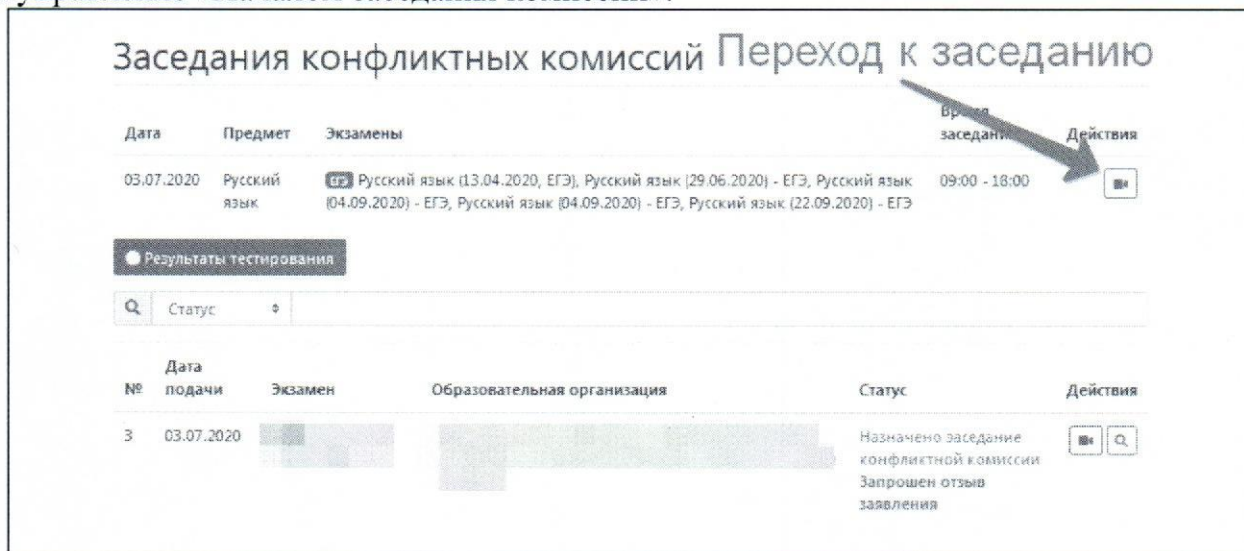 Заседания конфликтных комиссий Переход к заседанию
Дата Предмет Экзамены Время заседания Действия
03.07.2020 Русский язык ЕГЭ Русский язык (13.04.2020, ЕГЭ), Русский язык (29.06.2020) - ЕГЭ, Русский язык 09:00 - 18:00
(04.09.2020) - ЕГЭ, Русский язык (04.09.2020) - ЕГЭ, Русский язык (22.09.2020) - ЕГЭ
Результаты тестирования
Статус
№ Дата подачи Экзамен Образовательная организация Статус Действия
3 03.07.2020 Назначено заседание
конфликтной комиссии
Запрошен отзыв
заявления